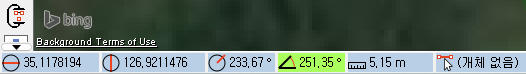 bing
Background Terms of Use
35,1178194 126,9211476 233,67 ° 251,35 ° 5,15 m (개체 없음)